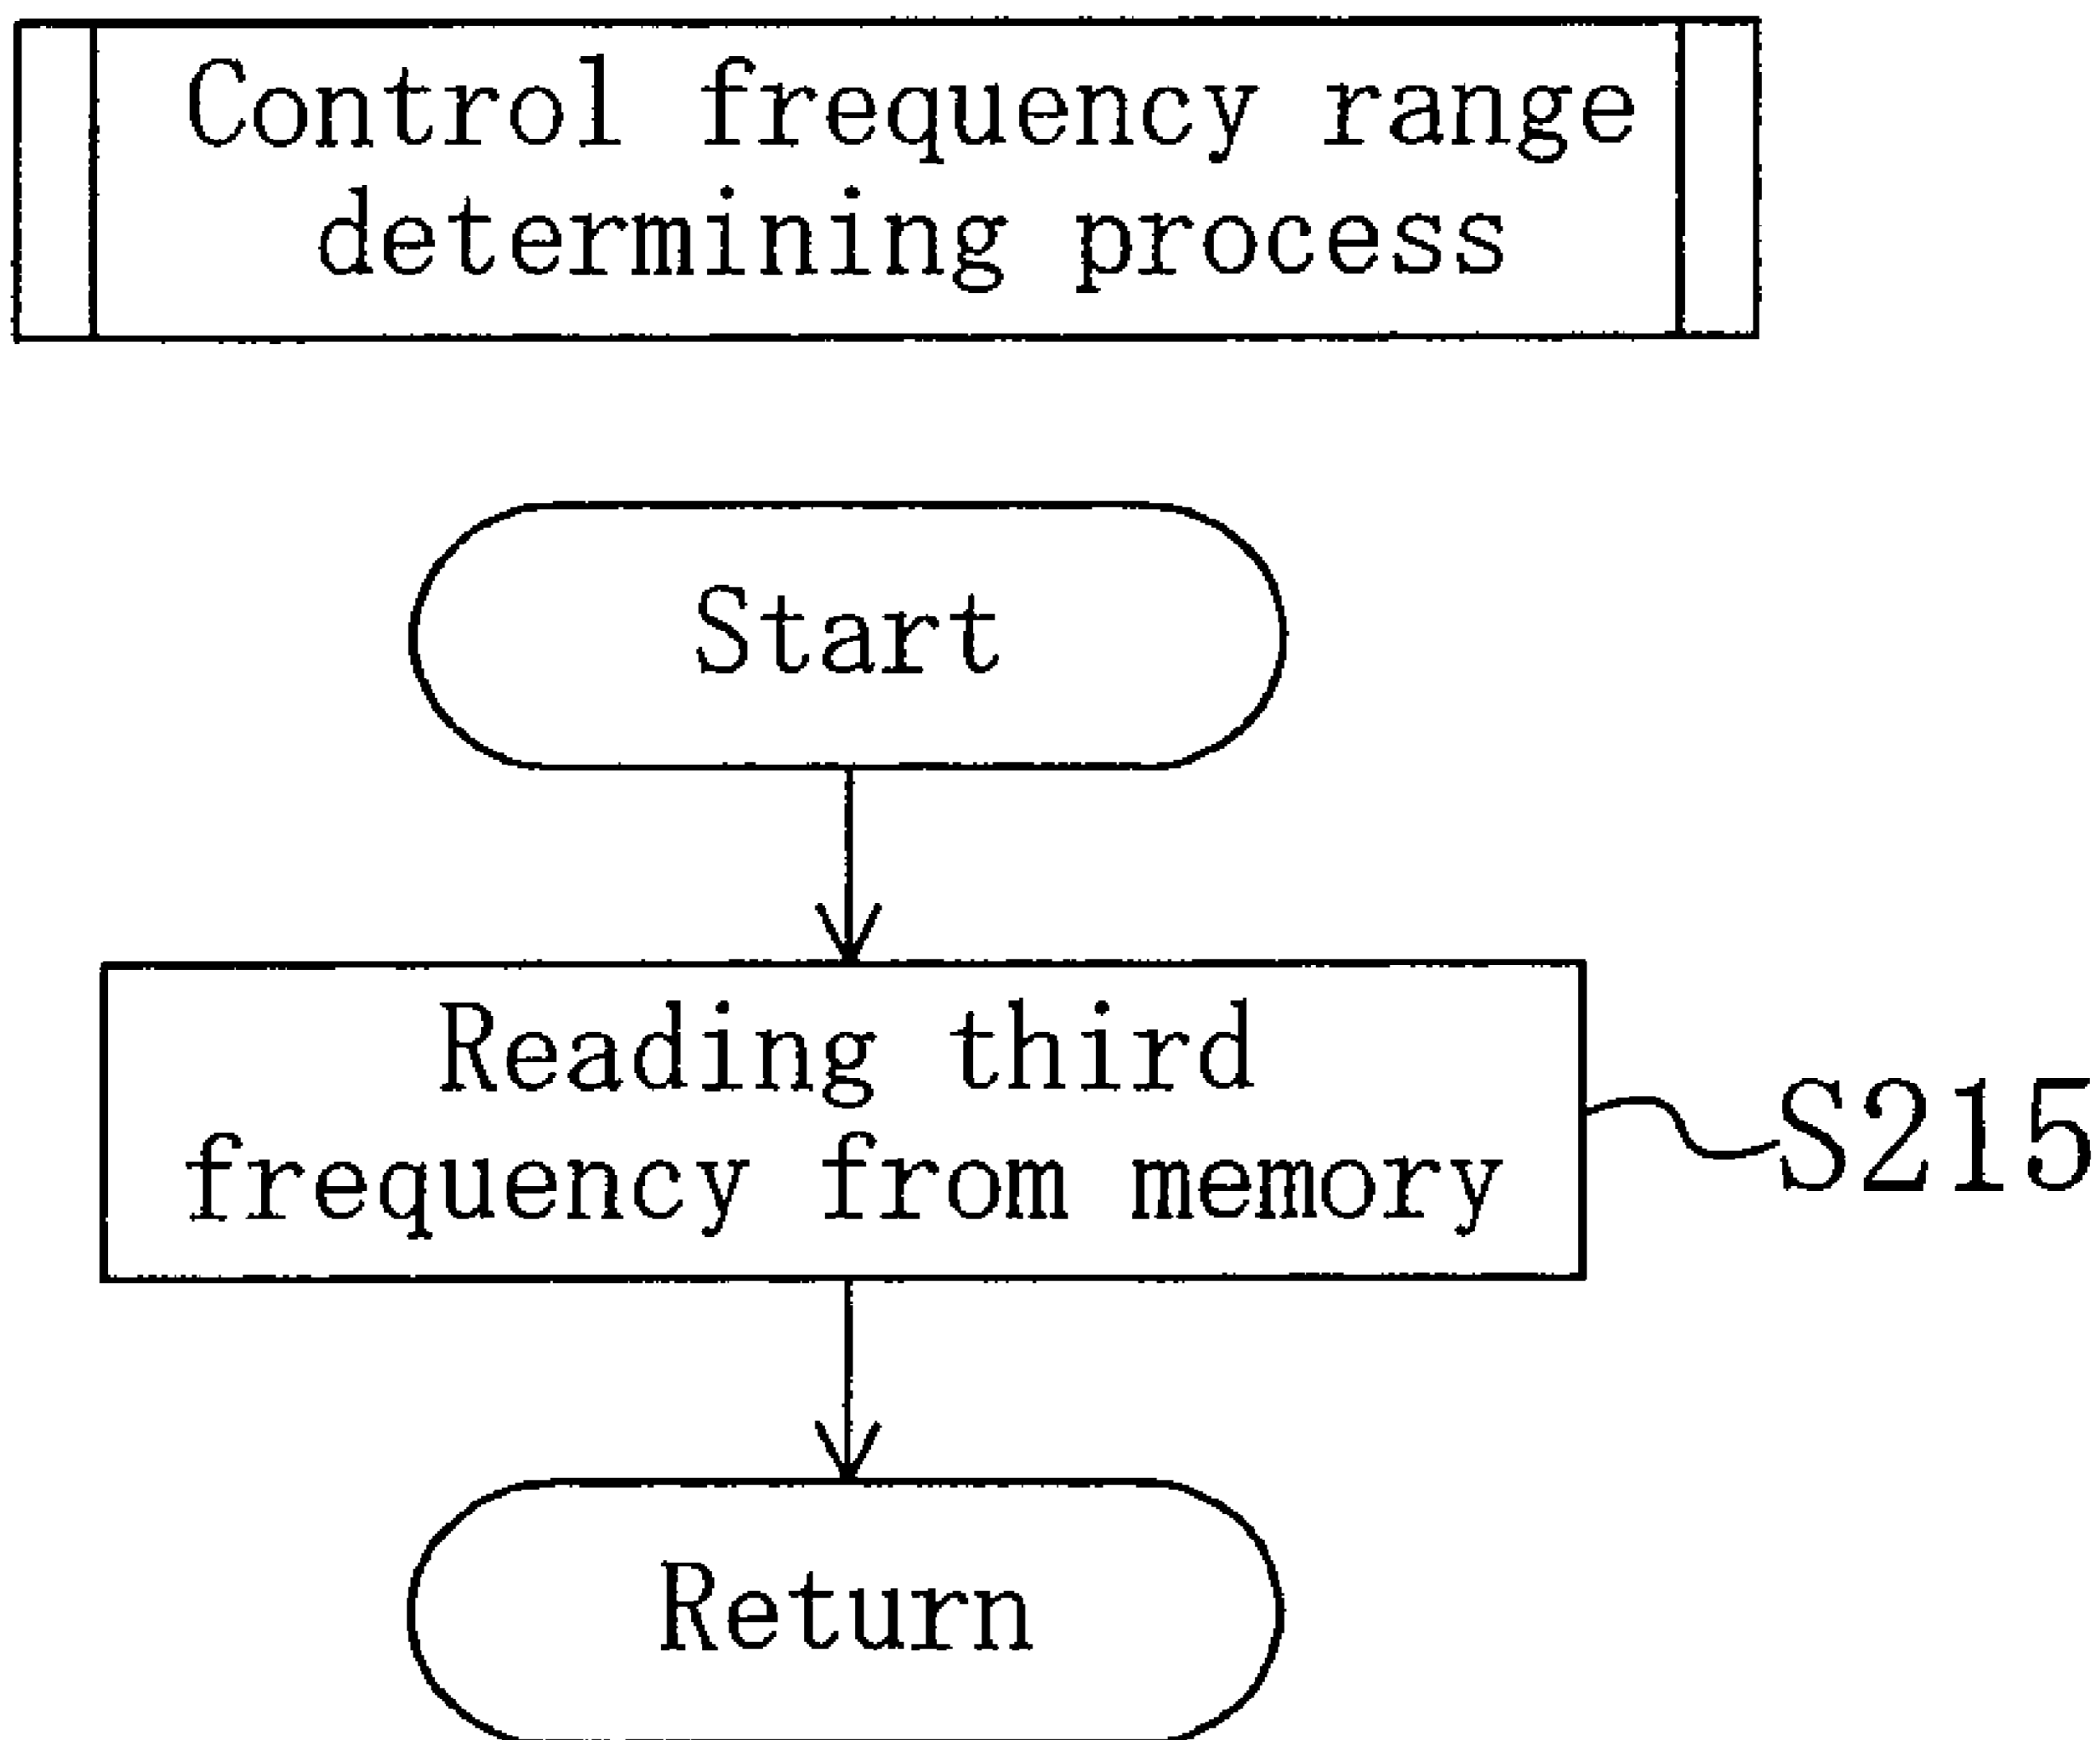 Control frequency range
determining process
Start
Reading third
frequency from memory
S215
Return